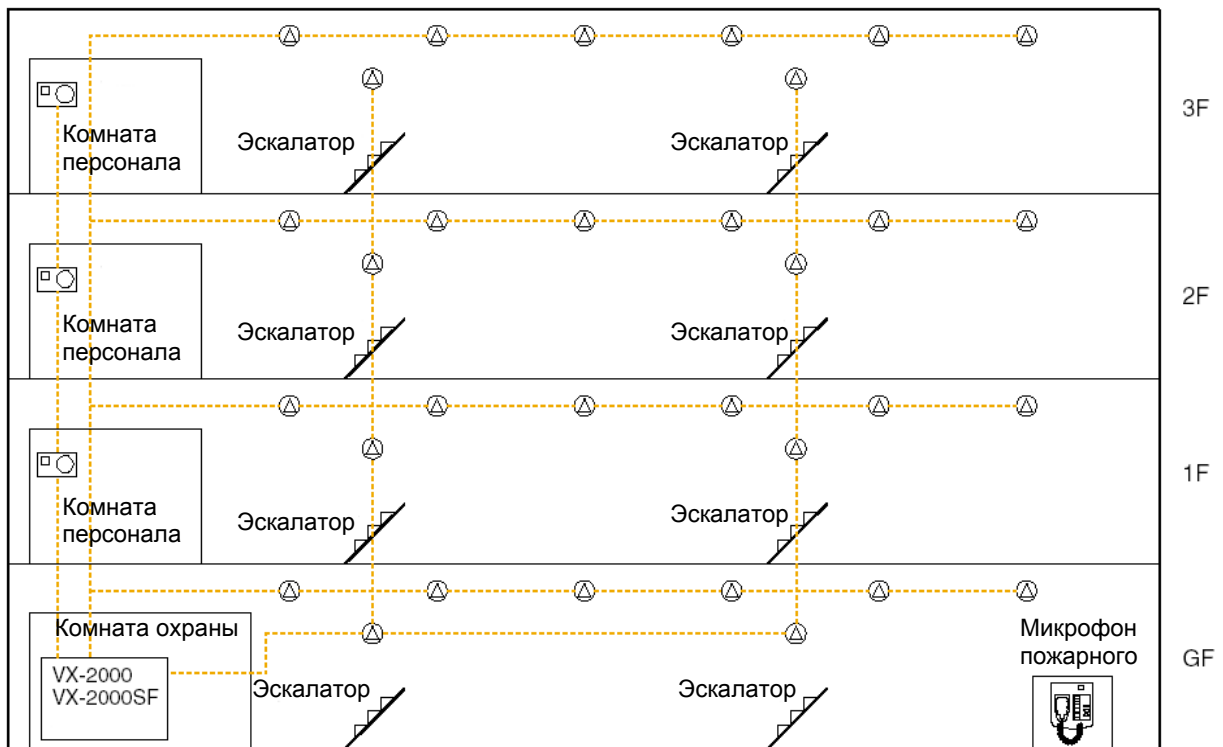 3F
Комната
персонала
Эскалатор
Эскалатор
2F
Комната
персонала
Эскалатор
Эскалатор
1F
Комната
персонала
Эскалатор
Эскалатор
GF
Комната охраны
VX-2000
VX-2000SF
Эскалатор
Эскалатор
Микрофон
пожарного